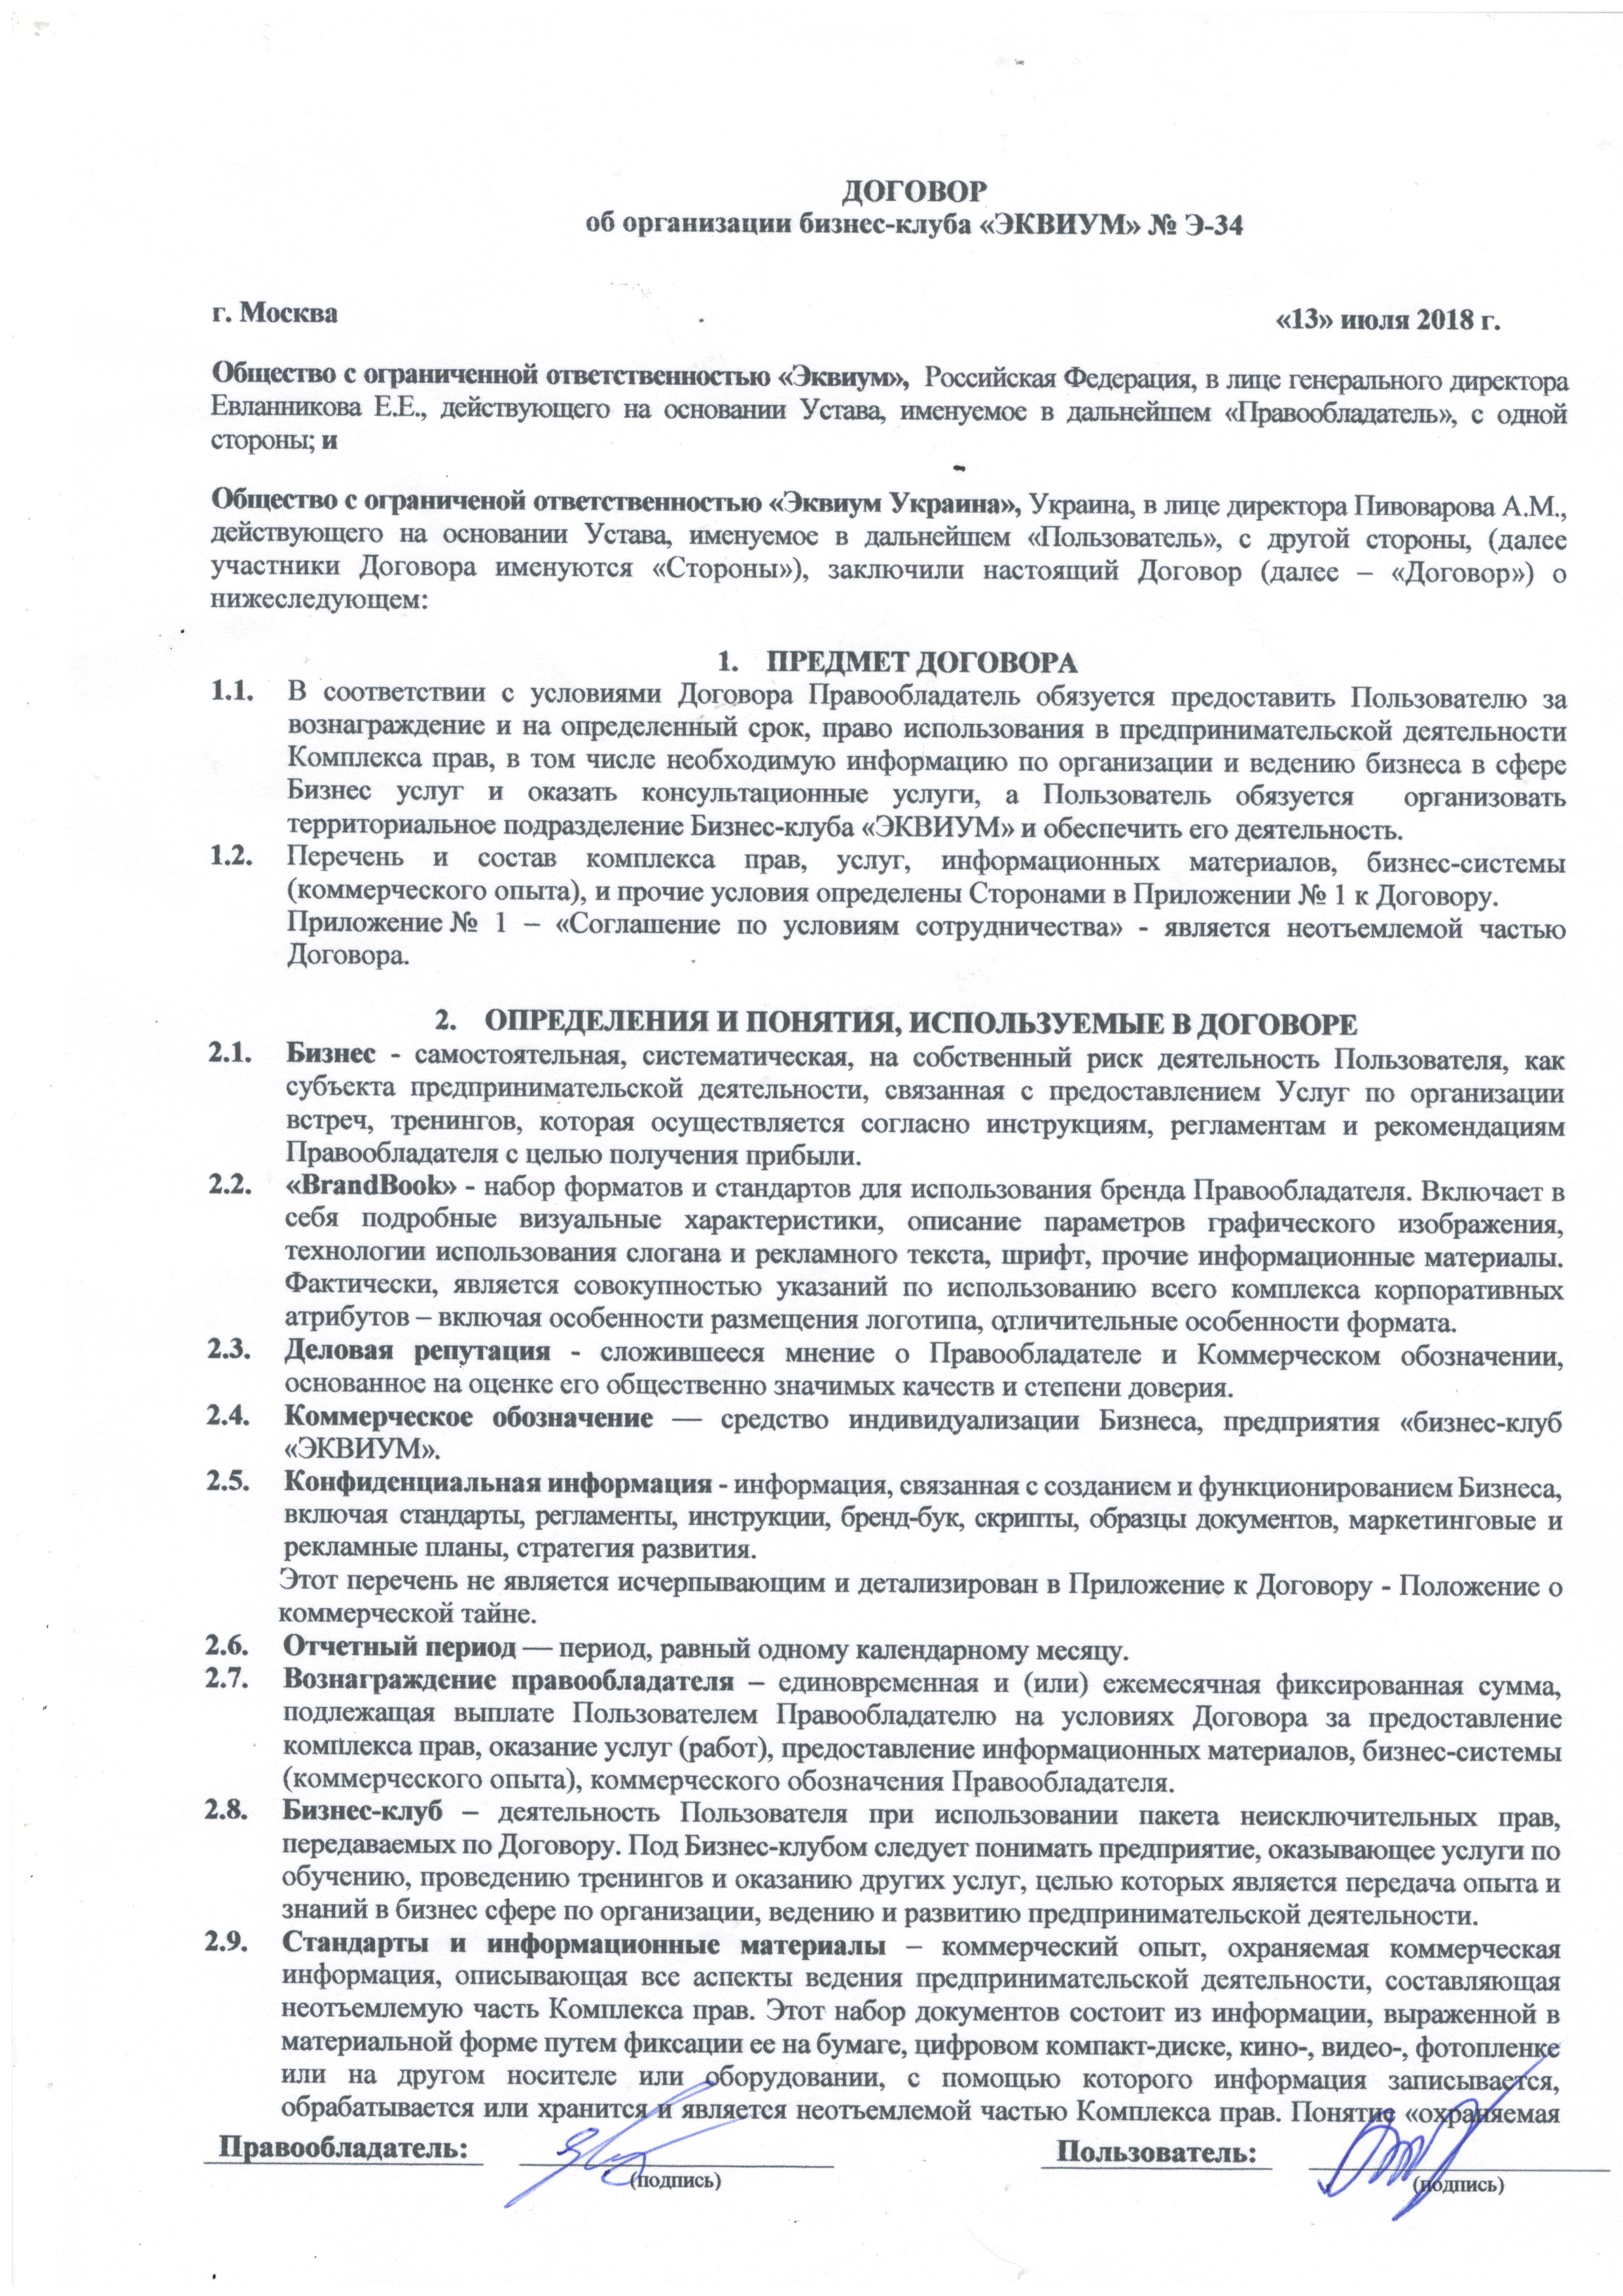 ДОГОВОР
об организации бизнес-клуба «ЭКВИУМ» № Э-34
г. Москва
«13» июля 2018 г.
Общество с ограниченной ответственностью «Эквиум», Российская Федерация, в лице генерального директора
Евланникова Е.Е., действующего на основании Устава, именуемое в дальнейшем «Правообладатель», с одной
стороны; и
Общество с ограниченой ответственностью «Эквиум Украина», Украина, в лице директора Пивоварова А.М.,
действующего на основании Устава, именуемое в дальнейшем «Пользователь», с другой стороны, (далее
участники Договора именуются «Стороны»), заключили настоящий Договор (далее – «Договор») о
нижеследующем:
1. ПРЕДМЕТ ДОГОВОРА
1.1. В соответствии с условиями Договора Правообладатель обязуется предоставить Пользователю за
вознаграждение и на определенный срок, право использования в предпринимательской деятельности
Комплекса прав, в том числе необходимую информацию по организации и ведению бизнеса в сфере
Бизнес услуг и оказать консультационные услуги, а Пользователь обязуется организовать
территориальное подразделение Бизнес-клуба «ЭКВИУМ» и обеспечить его деятельность.
1.2. Перечень и состав комплекса прав, услуг, информационных материалов, бизнес-системы
(коммерческого опыта), и прочие условия определены Сторонами в Приложении № 1 к Договору.
Приложение № 1 – «Соглашение по условиям сотрудничества» - является неотъемлемой частью
Договора.
2. ОПРЕДЕЛЕНИЯ И ПОНЯТИЯ, ИСПОЛЬЗУЕМЫЕ В ДОГОВОРЕ
2.1. Бизнес - самостоятельная, систематическая, на собственный риск деятельность Пользователя, как
субъекта предпринимательской деятельности, связанная с предоставлением Услуг по организации
встреч, тренингов, которая осуществляется согласно инструкциям, регламентам и рекомендациям
Правообладателя с целью получения прибыли.
2.2. «BrandBook» - набор форматов и стандартов для использования бренда Правообладателя. Включает в
себя подробные визуальные характеристики, описание параметров графического изображения,
технологии использования слогана и рекламного текста, шрифт, прочие информационные материалы.
Фактически, является совокупностью указаний по использованию всего комплекса корпоративных
атрибутов – включая особенности размещения логотипа, отличительные особенности формата.
2.3. Деловая репутация - сложившееся мнение о Правообладателе и Коммерческом обозначении,
основанное на оценке его общественно значимых качеств и степени доверия.
2.4. Коммерческое обозначение — средство индивидуализации Бизнеса, предприятия «бизнес-клуб
«ЭКВИУМ».
2.5. Конфиденциальная информация - информация, связанная с созданием и функционированием Бизнеса,
включая стандарты, регламенты, инструкции, бренд-бук, скрипты, образцы документов, маркетинговые и
рекламные планы, стратегия развития.
Этот перечень не является исчерпывающим и детализирован в Приложение к Договору - Положение о
коммерческой тайне.
2.6. Отчетный период — период, равный одному календарному месяцу.
2.7. Вознаграждение правообладателя – единовременная и (или) ежемесячная фиксированная сумма,
подлежащая выплате Пользователем Правообладателю на условиях Договора за предоставление
комплекса прав, оказание услуг (работ), предоставление информационных материалов, бизнес-системы
(коммерческого опыта), коммерческого обозначения Правообладателя.
2.8. Бизнес-клуб – деятельность Пользователя при использовании пакета неисключительных прав,
передаваемых по Договору. Под Бизнес-клубом следует понимать предприятие, оказывающее услуги по
обучению, проведению тренингов и оказанию других услуг, целью которых является передача опыта и
знаний в бизнес сфере по организации, ведению и развитию предпринимательской деятельности.
2.9. Стандарты и информационные материалы – коммерческий опыт, охраняемая коммерческая
информация, описывающая все аспекты ведения предпринимательской деятельности, составляющая
неотъемлемую часть Комплекса прав. Этот набор документов состоит из информации, выраженной в
материальной форме путем фиксации ее на бумаге, цифровом компакт-диске, кино-, видео-, фотопленке
или на другом носителе или оборудовании, с помощью которого информация записывается,
обрабатывается или хранится и является неотъемлемой частью Комплекса прав. Понятие «охраняемая
Правообладатель:
(подпись)
Пользователь:
(подпись)